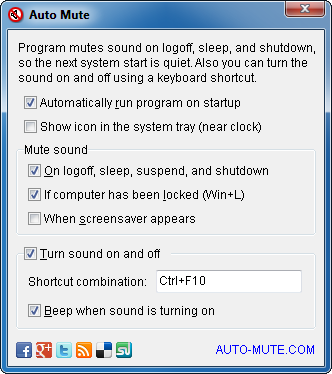 Auto Mute
Program mutes sound on logoff, sleep, and shutdown,
so the next system start is quiet. Also you can turn the
sound on and off using a keyboard shortcut.
Automatically run program on startup
Show icon in the system tray (near clock)
Mute sound
On logoff, sleep, suspend, and shutdown
If computer has been locked (Win+L)
When screensaver appears
Turn sound on and off
Shortcut combination: Ctrl+F10
Beep when sound is turning on
AUTO-MUTE.COM